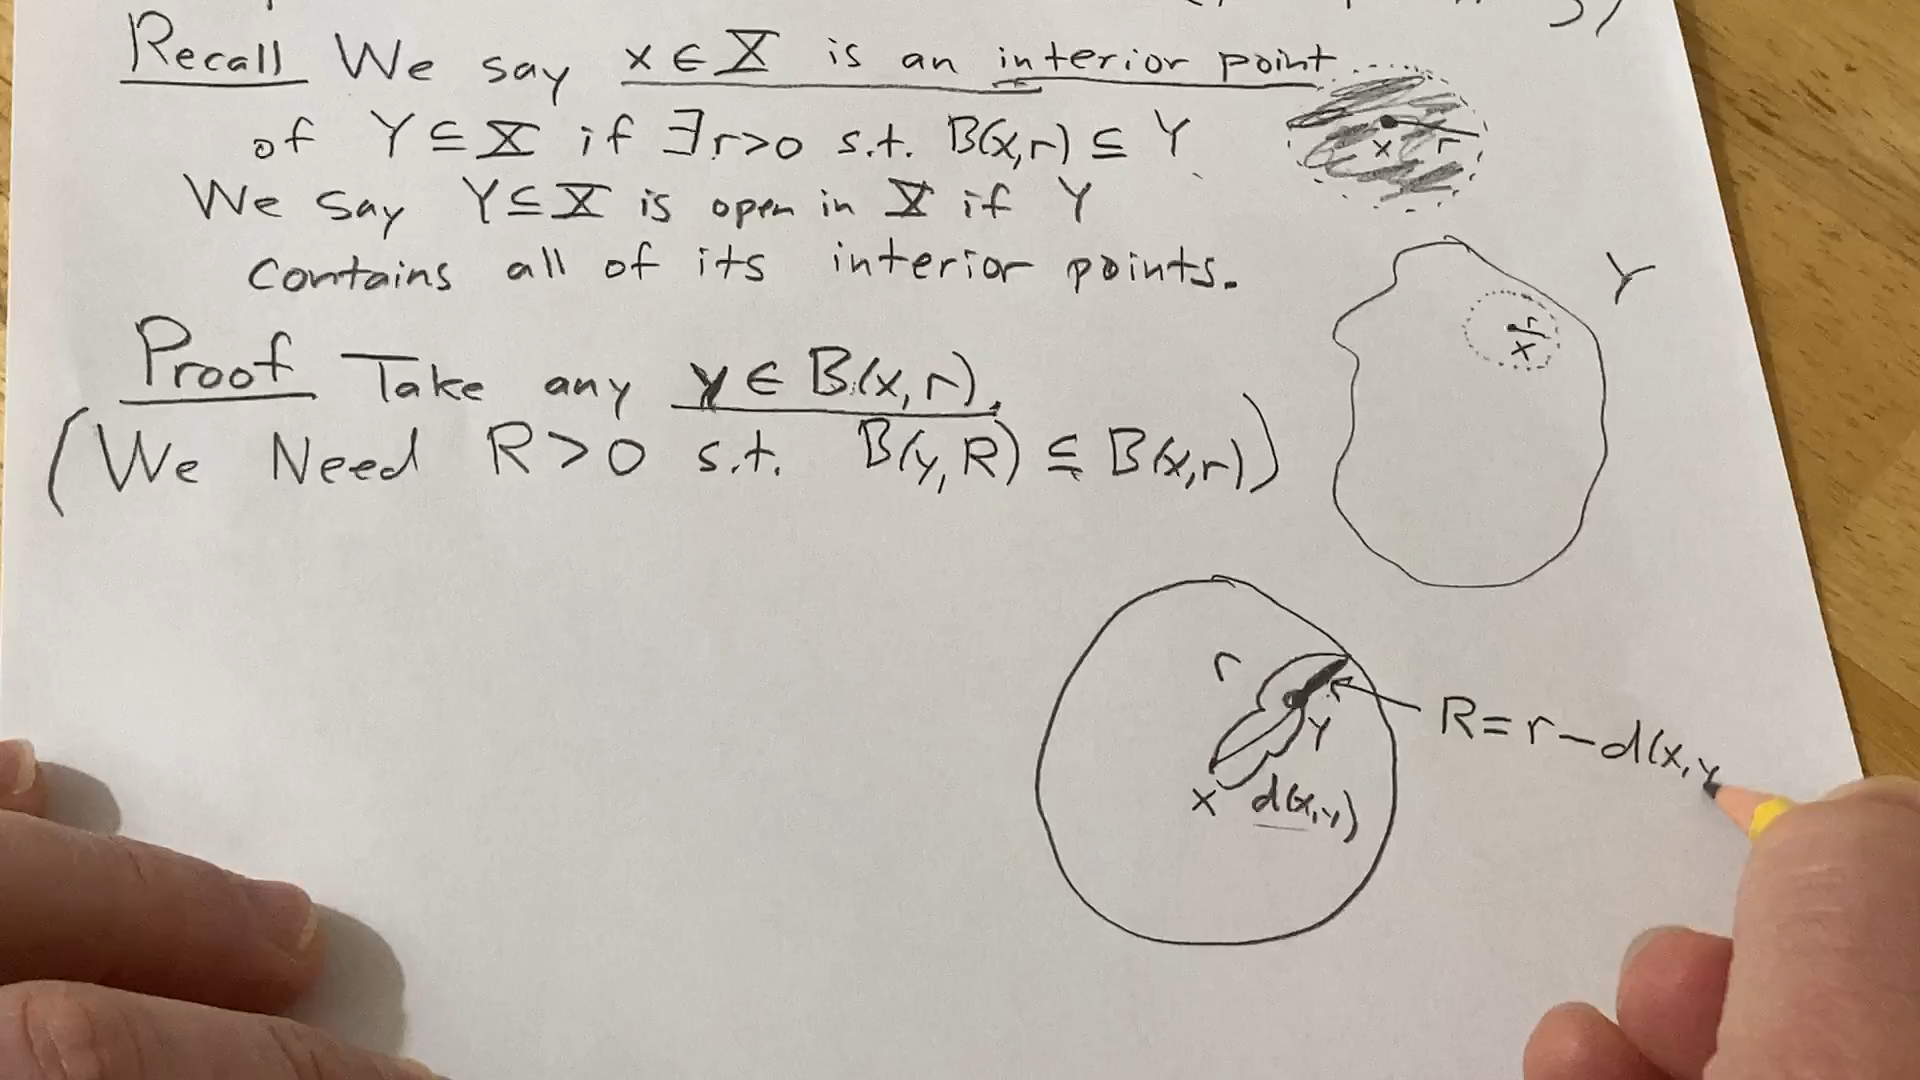 Recall We say x ∈ X is an interior point
of Y ⊆ X if ∃ r>0 s.t. B(x,r) ⊆ Y
x r
We say Y ⊆ X is open in X if Y
contains all of its interior points.
Y
r
x
Proof Take any y ∈ B(x,r).
(We Need R>0 s.t. B(y,R) ⊆ B(x,r))
r
y
R = r - d(x,y
x d(x,y)